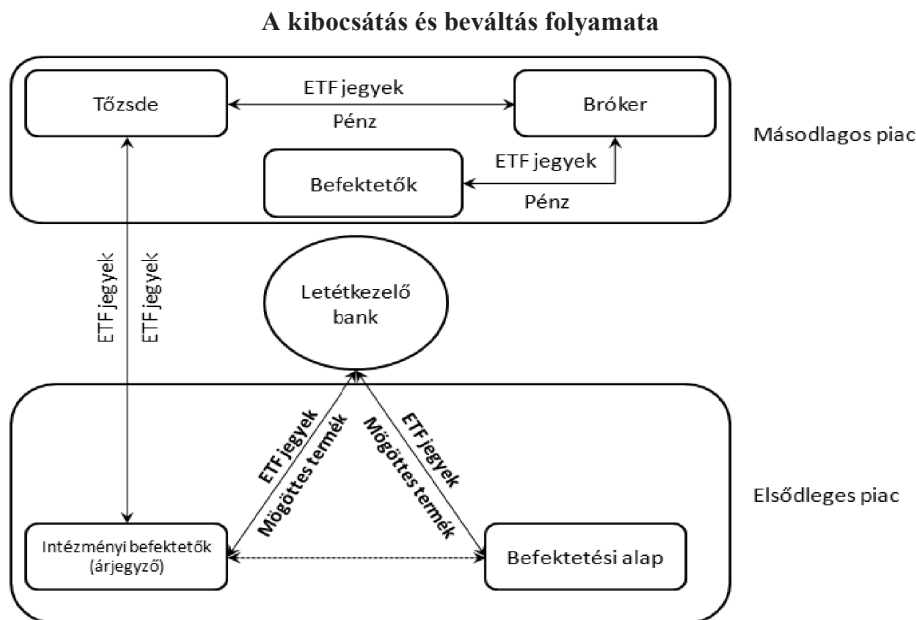 A kibocsátás és beváltás folyamata
Tőzsde
ETF jegyek
Pénz
Bróker
Másodlagos piac
Befektetők
ETF jegyek
Pénz
ETF jegyek
ETF jegyek
Letétkezelő
bank
ETF jegyek
Mögöttes termék
ETF jegyek
Mögöttes termék
Elsődleges piac
Intézményi befektetők
(árjegyző)
Befektetési alap